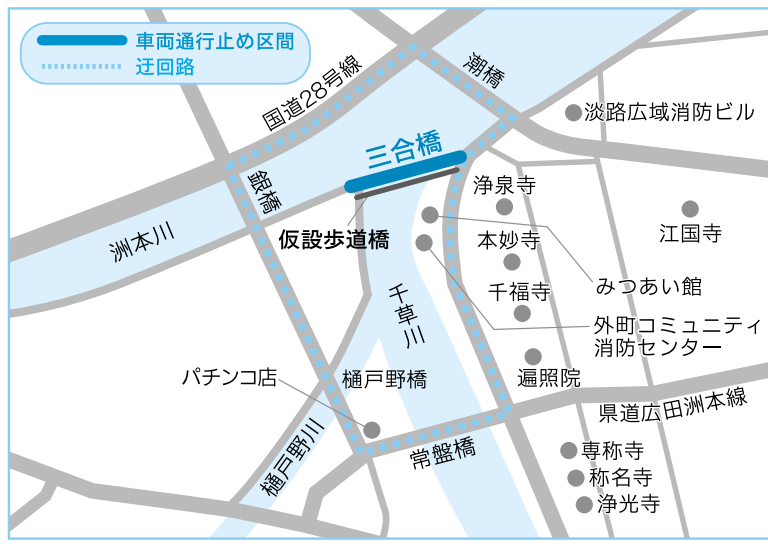 車両通行止め区間
迂回路
国道28号線
潮橋
淡路広域消防ビル
三合橋
銀橋
浄泉寺
江国寺
洲本川
仮設歩道橋
本妙寺
みつあい館
千福寺
千草川
外町コミュニティ
消防センター
パチンコ店
樋戸野橋
遍照院
県道広田洲本線
樋戸野川
常盤橋
専称寺
称名寺
浄光寺